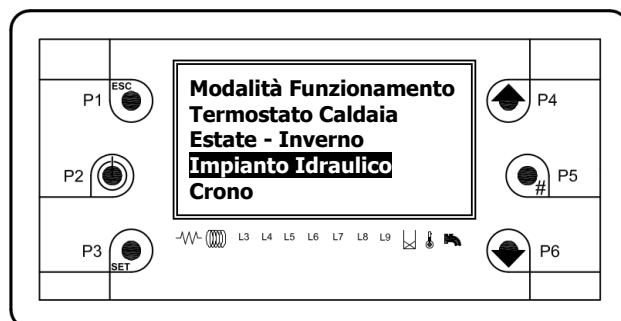 ESC
P1
P2
P3
SET
Modalità Funzionamento
Termostato Caldaia
Estate - Inverno
Impianto Idraulico
Crono
L3 L4 L5 L6 L7 L8 L9
P4
P5
#
P6